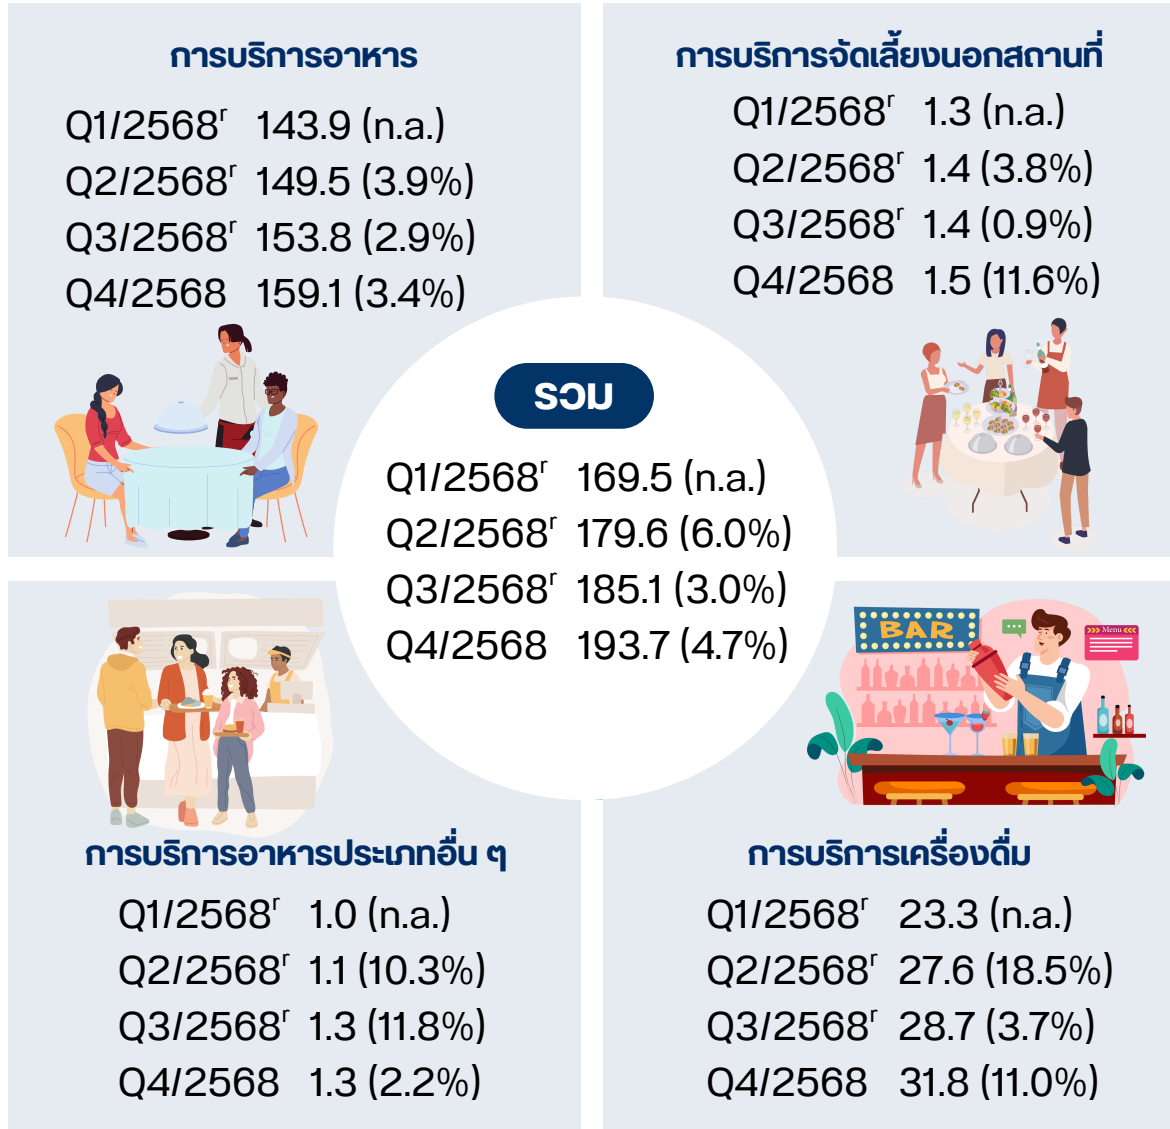 การบริการอาหาร
Q1/2568ʳ 143.9 (n.a.)
Q2/2568ʳ 149.5 (3.9%)
Q3/2568ʳ 153.8 (2.9%)
Q4/2568 159.1 (3.4%)
การบริการจัดเลี้ยงนอกสถานที่
Q1/2568ʳ 1.3 (n.a.)
Q2/2568ʳ 1.4 (3.8%)
Q3/2568ʳ 1.4 (0.9%)
Q4/2568 1.5 (11.6%)
รวม
Q1/2568ʳ 169.5 (n.a.)
Q2/2568ʳ 179.6 (6.0%)
Q3/2568ʳ 185.1 (3.0%)
Q4/2568 193.7 (4.7%)
BAR
Menu
การบริการอาหารประเภทอื่น ๆ
Q1/2568ʳ 1.0 (n.a.)
Q2/2568ʳ 1.1 (10.3%)
Q3/2568ʳ 1.3 (11.8%)
Q4/2568 1.3 (2.2%)
การบริการเครื่องดื่ม
Q1/2568ʳ 23.3 (n.a.)
Q2/2568ʳ 27.6 (18.5%)
Q3/2568ʳ 28.7 (3.7%)
Q4/2568 31.8 (11.0%)